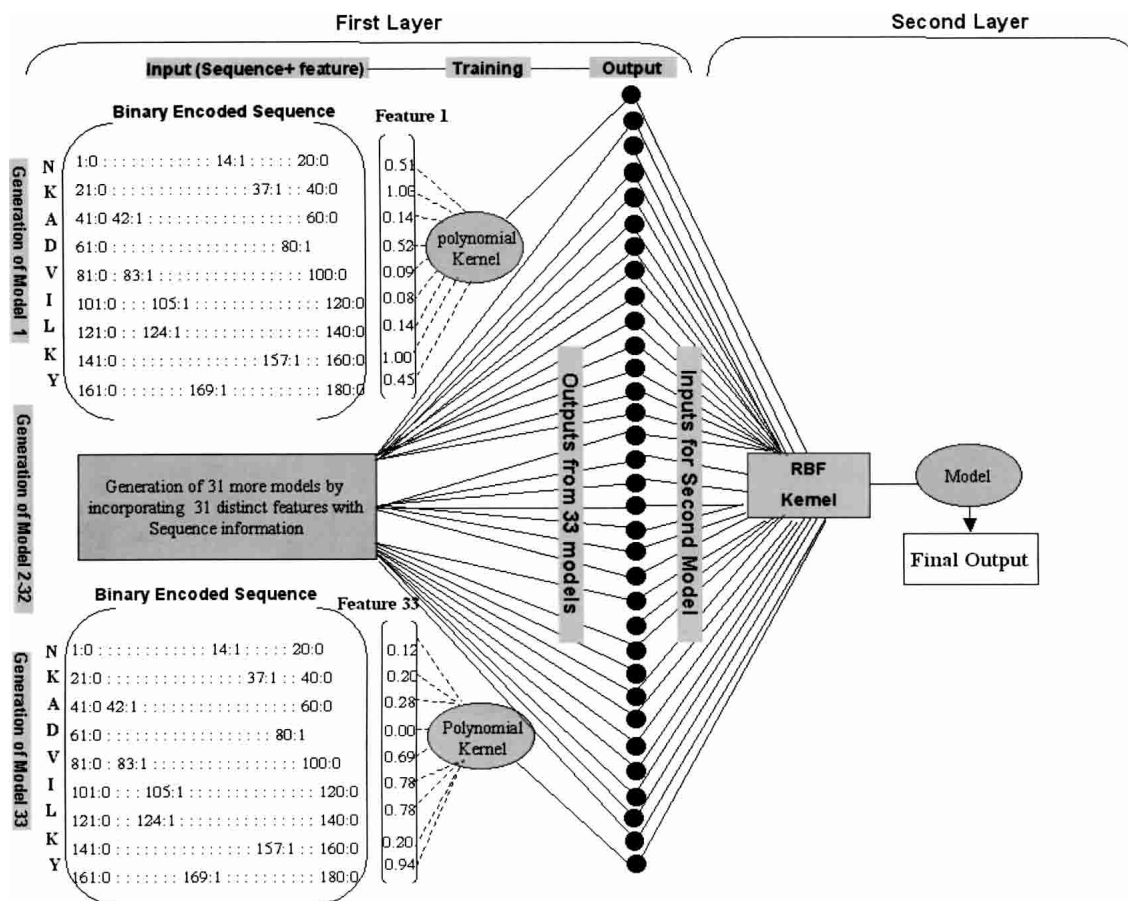 First Layer
Second Layer
Input (Sequence+ feature)
Training
Output
Binary Encoded Sequence
Feature 1
Generation of Model 1
N 1:0 : : : : : : : : : : : : 14:1 : : : : : 20:0 0.51
K 21:0 : : : : : : : : : : : : : : : 37:1 : : 40:0 1.00
A 41:0 42:1 : : : : : : : : : : : : : : : : : 60:0 0.14
D 61:0 : : : : : : : : : : : : : : : : : : 80:1 0.52
V 81:0 : 83:1 : : : : : : : : : : : : : : : : 100:0 0.09
I 101:0 : : : 105:1 : : : : : : : : : : : : : : 120:0 0.08
L 121:0 : : 124:1 : : : : : : : : : : : : : : : 140:0 0.14
K 141:0 : : : : : : : : : : : : : : : 157:1 : : 160:0 1.00
Y 161:0 : : : : : : : 169:1 : : : : : : : : : : 180:0 0.45
polynomial
Kernel
Generation of Model 2-32
Generation of 31 more models by
incorporating 31 distinct features with
Sequence information
Outputs from 33 models
Inputs for Second Model
RBF
Kernel
Model
Final Output
Binary Encoded Sequence
Feature 33
Generation of Model 33
N 1:0 : : : : : : : : : : : : 14:1 : : : : : 20:0 0.12
K 21:0 : : : : : : : : : : : : : : : 37:1 : : 40:0 0.20
A 41:0 42:1 : : : : : : : : : : : : : : : : : 60:0 0.28
D 61:0 : : : : : : : : : : : : : : : : : : 80:1 0.00
V 81:0 : 83:1 : : : : : : : : : : : : : : : : 100:0 0.69
I 101:0 : : : 105:1 : : : : : : : : : : : : : : 120:0 0.78
L 121:0 : : 124:1 : : : : : : : : : : : : : : : 140:0 0.78
K 141:0 : : : : : : : : : : : : : : : 157:1 : : 160:0 0.20
Y 161:0 : : : : : : : 169:1 : : : : : : : : : : 180:0 0.94
Polynomial
Kernel